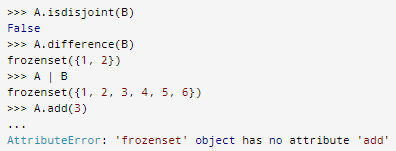 >>> A.isdisjoint(B)
False
>>> A.difference(B)
frozenset({1, 2})
>>> A | B
frozenset({1, 2, 3, 4, 5, 6})
>>> A.add(3)
...
AttributeError: 'frozenset' object has no attribute 'add'